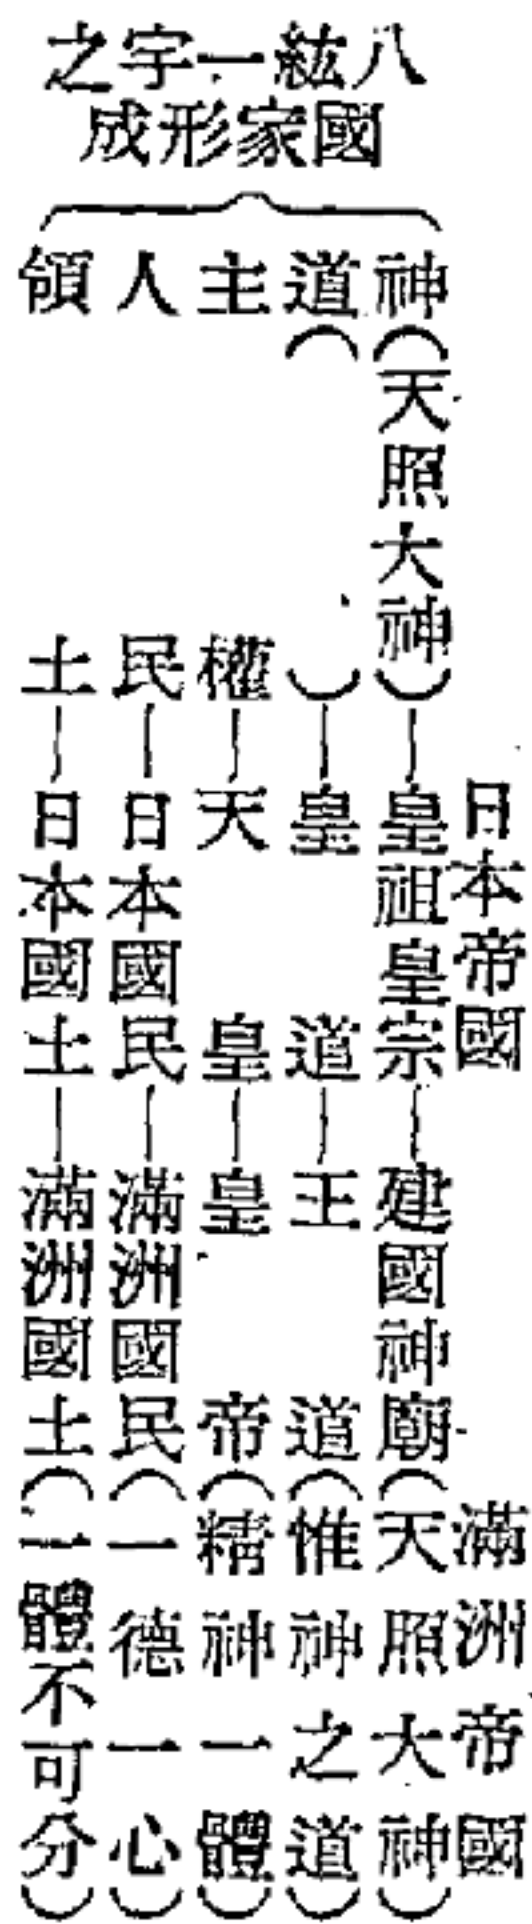 八紘一宇之
國家形成
日本帝國　滿洲帝國
神（天照大神）—皇祖皇宗—建國神廟（天照大神）
道（　）—皇道—王道（惟神之道）
主權—天皇—皇帝（精神一體）
人民—日本國民—滿洲國民（一德一心）
領土—日本國土—滿洲國土（一體不可分）